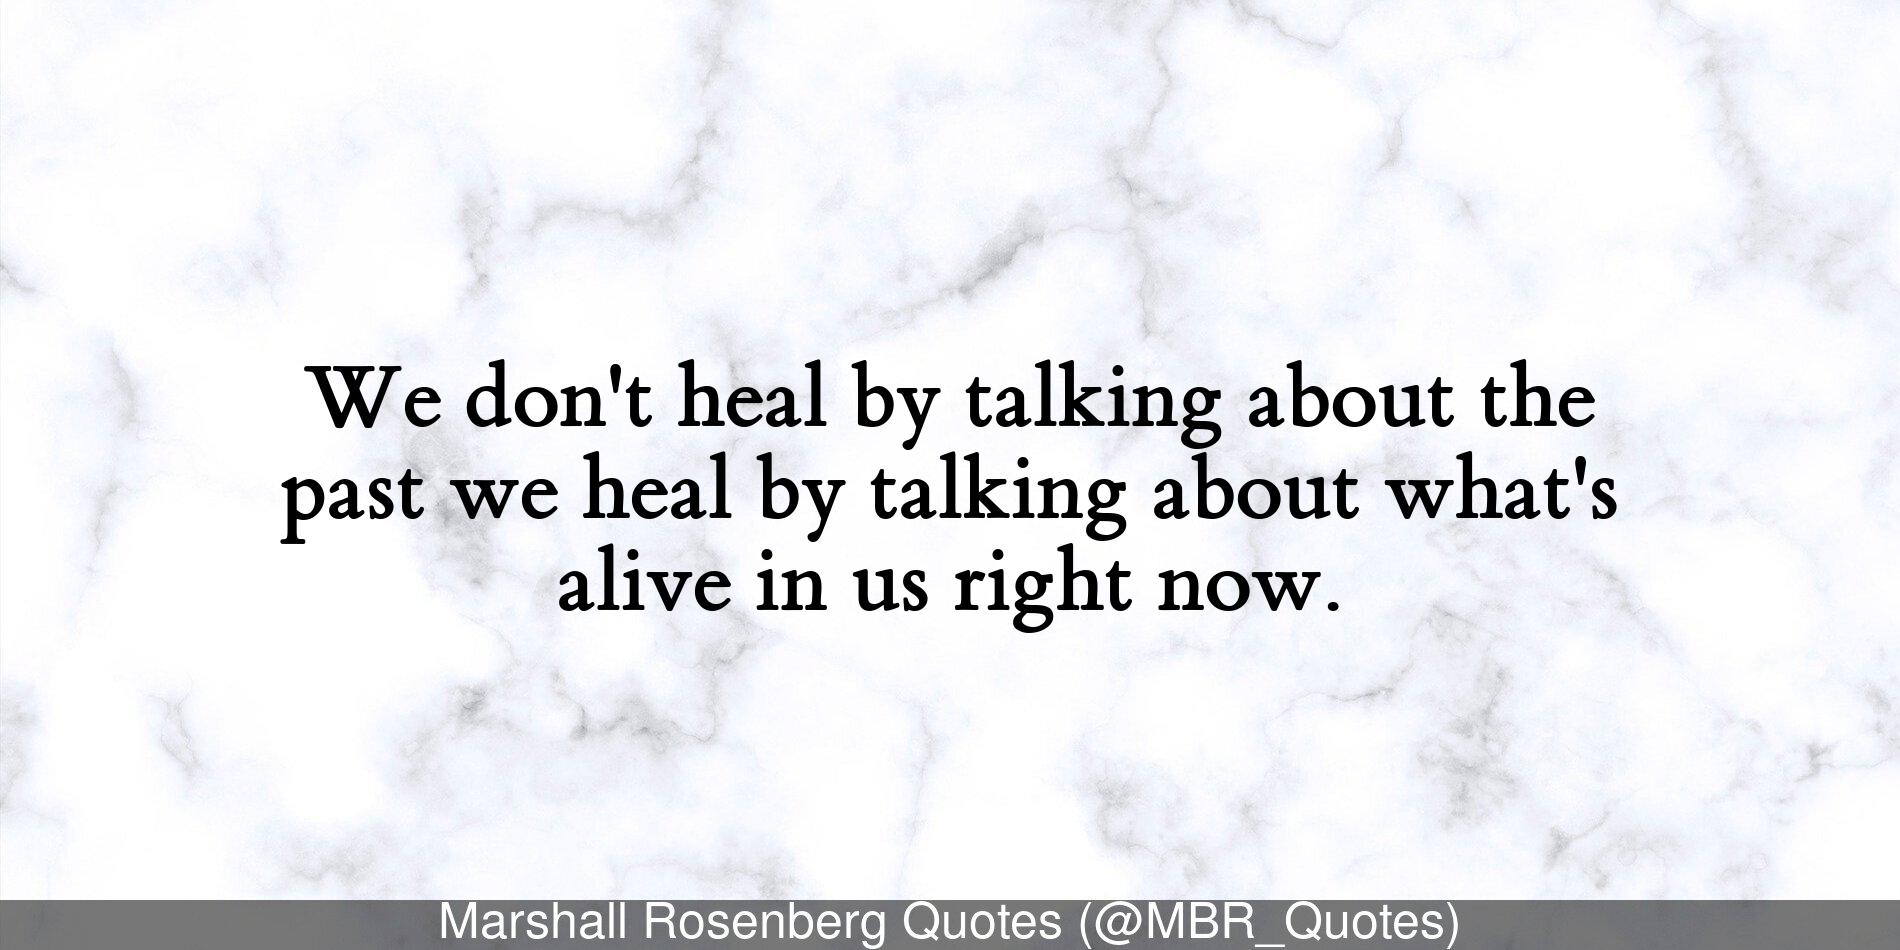 We don't heal by talking about the
past we heal by talking about what's
alive in us right now.
Marshall Rosenberg Quotes (@MBR_Quotes)